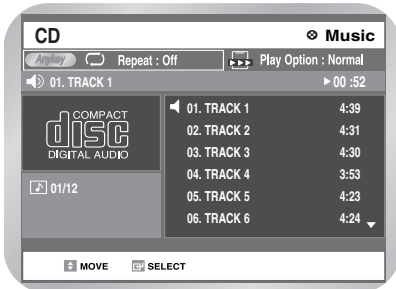 CD Music
Anykey Repeat : Off Play Option : Normal
01. TRACK 1 00 :52
COMPACT
disc
DIGITAL AUDIO
01/12
01. TRACK 1 4:39
02. TRACK 2 4:31
03. TRACK 3 4:30
04. TRACK 4 3:53
05. TRACK 5 4:23
06. TRACK 6 4:24
MOVE SELECT